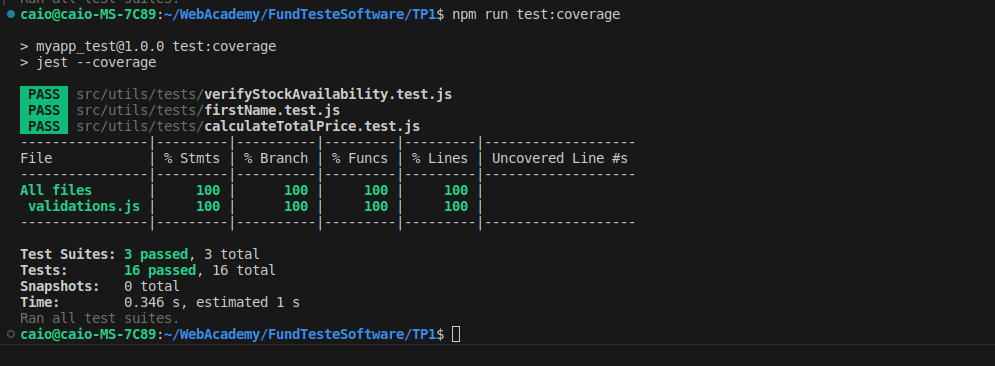 Ran all test suites.
caio@caio-MS-7C89:~/WebAcademy/FundTesteSoftware/TP1$ npm run test:coverage
> myapp_test@1.0.0 test:coverage
> jest --coverage
PASS src/utils/tests/verifyStockAvailability.test.js
PASS src/utils/tests/firstName.test.js
PASS src/utils/tests/calculateTotalPrice.test.js
----------------|---------|----------|---------|---------|-------------------
File            | % Stmts | % Branch | % Funcs | % Lines | Uncovered Line #s
----------------|---------|----------|---------|---------|-------------------
All files       |     100 |      100 |     100 |     100 |
 validations.js |     100 |      100 |     100 |     100 |
----------------|---------|----------|---------|---------|-------------------
Test Suites: 3 passed, 3 total
Tests:       16 passed, 16 total
Snapshots:   0 total
Time:        0.346 s, estimated 1 s
Ran all test suites.
caio@caio-MS-7C89:~/WebAcademy/FundTesteSoftware/TP1$